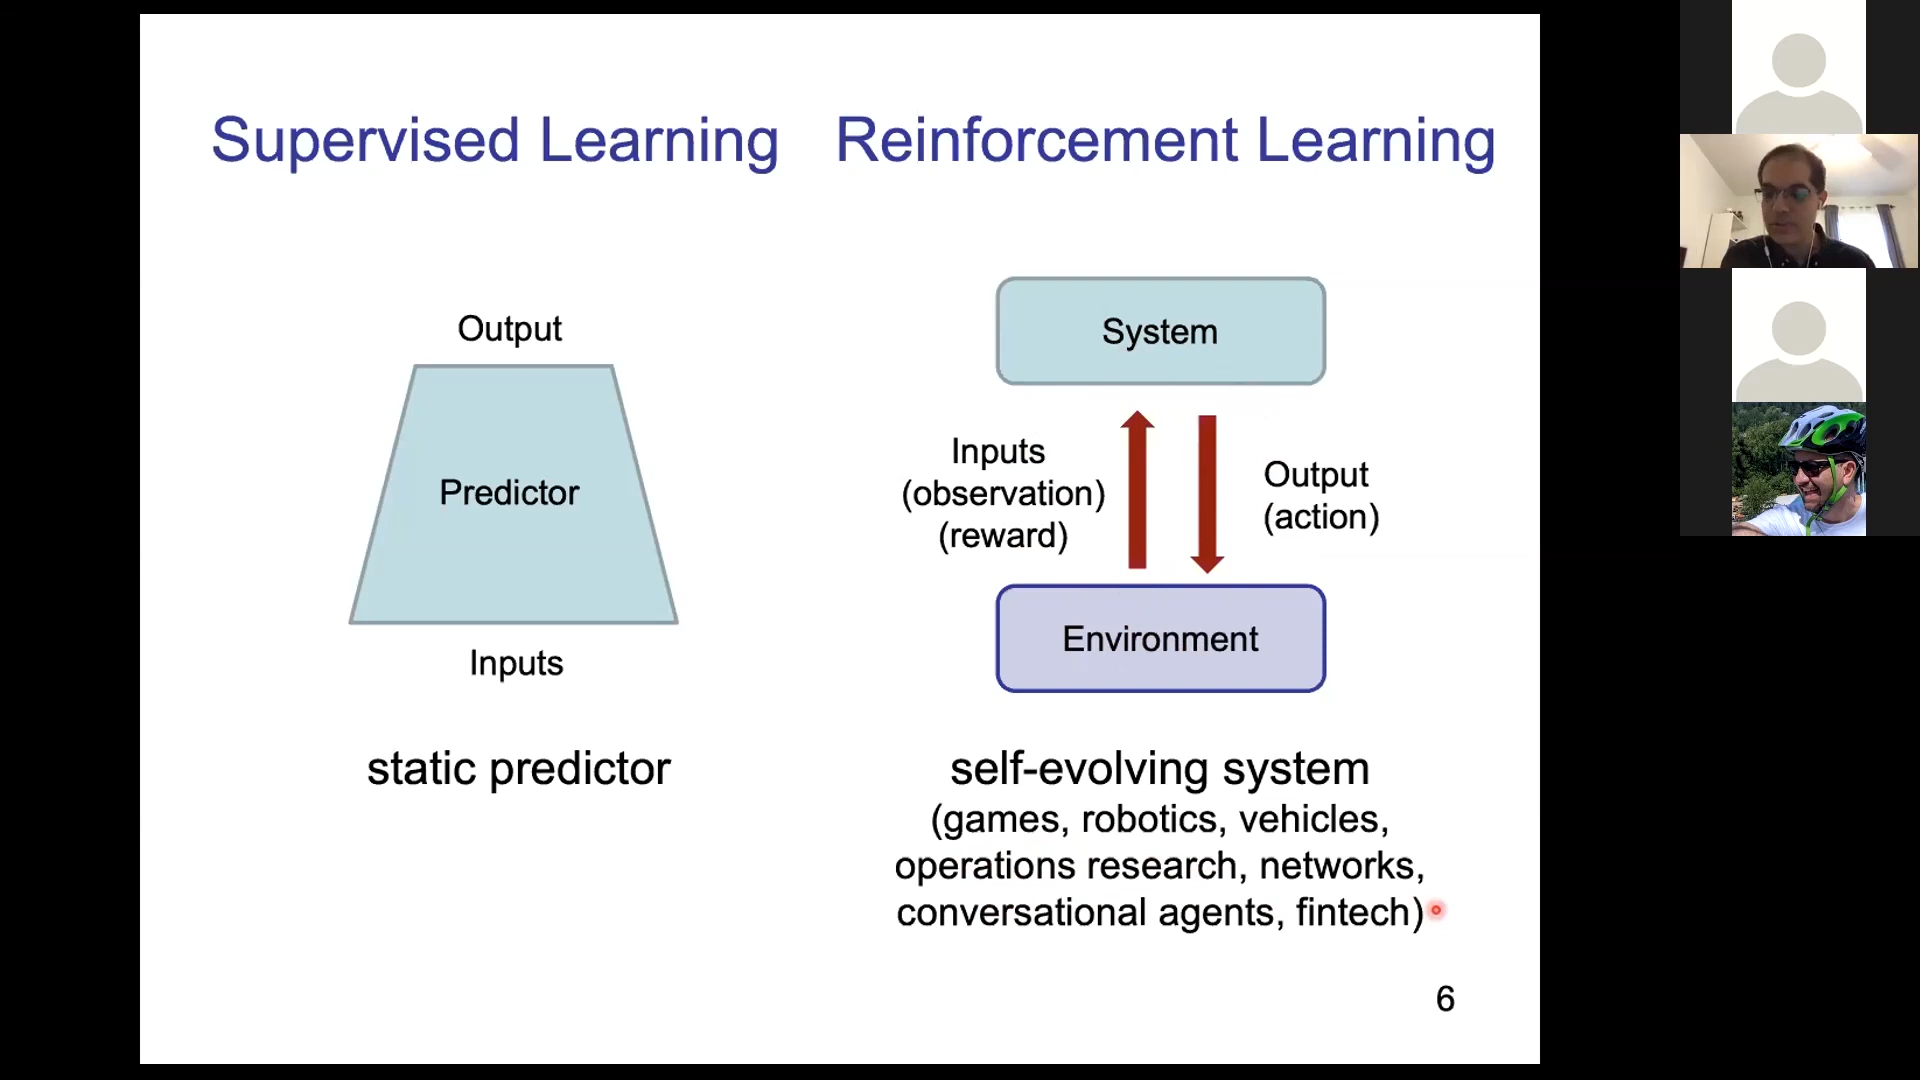 Supervised Learning
Reinforcement Learning
Output
Predictor
Inputs
static predictor
System
Inputs
(observation)
(reward)
Output
(action)
Environment
self-evolving system
(games, robotics, vehicles,
operations research, networks,
conversational agents, fintech)
6